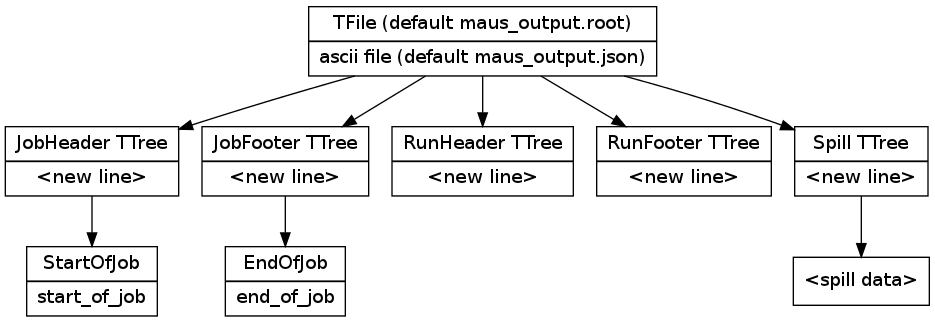 TFile (default maus_output.root)
ascii file (default maus_output.json)
JobHeader TTree
<new line>
JobFooter TTree
<new line>
RunHeader TTree
<new line>
RunFooter TTree
<new line>
Spill TTree
<new line>
StartOfJob
start_of_job
EndOfJob
end_of_job
<spill data>